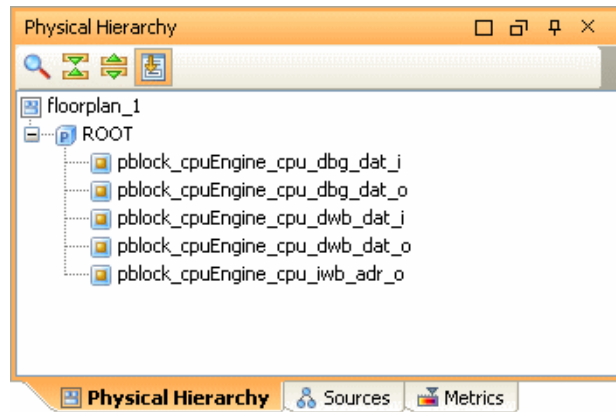 Physical Hierarchy
floorplan_1
ROOT
pblock_cpuEngine_cpu_dbg_dat_i
pblock_cpuEngine_cpu_dbg_dat_o
pblock_cpuEngine_cpu_dwb_dat_i
pblock_cpuEngine_cpu_dwb_dat_o
pblock_cpuEngine_cpu_iwb_adr_o
Physical Hierarchy Sources Metrics